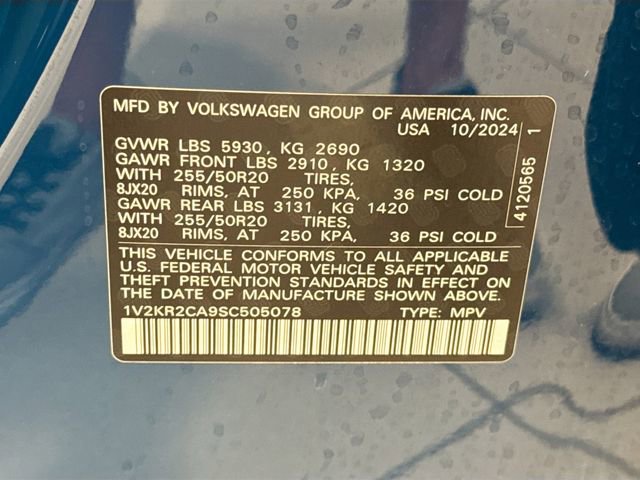 MFD BY VOLKSWAGEN GROUP OF AMERICA, INC.
USA 10/2024
GVWR LBS 5930, KG 2690
GAWR FRONT LBS 2910, KG 1320
WITH 255/50R20 TIRES,
8JX20 RIMS, AT 250 KPA, 36 PSI COLD
GAWR REAR LBS 3131, KG 1420
WITH 255/50R20 TIRES,
8JX20 RIMS, AT 250 KPA, 36 PSI COLD
THIS VEHICLE CONFORMS TO ALL APPLICABLE
U.S. FEDERAL MOTOR VEHICLE SAFETY AND
THEFT PREVENTION STANDARDS IN EFFECT ON
THE DATE OF MANUFACTURE SHOWN ABOVE.
1V2KR2CA9SC505078 TYPE: MPV
4120565 1